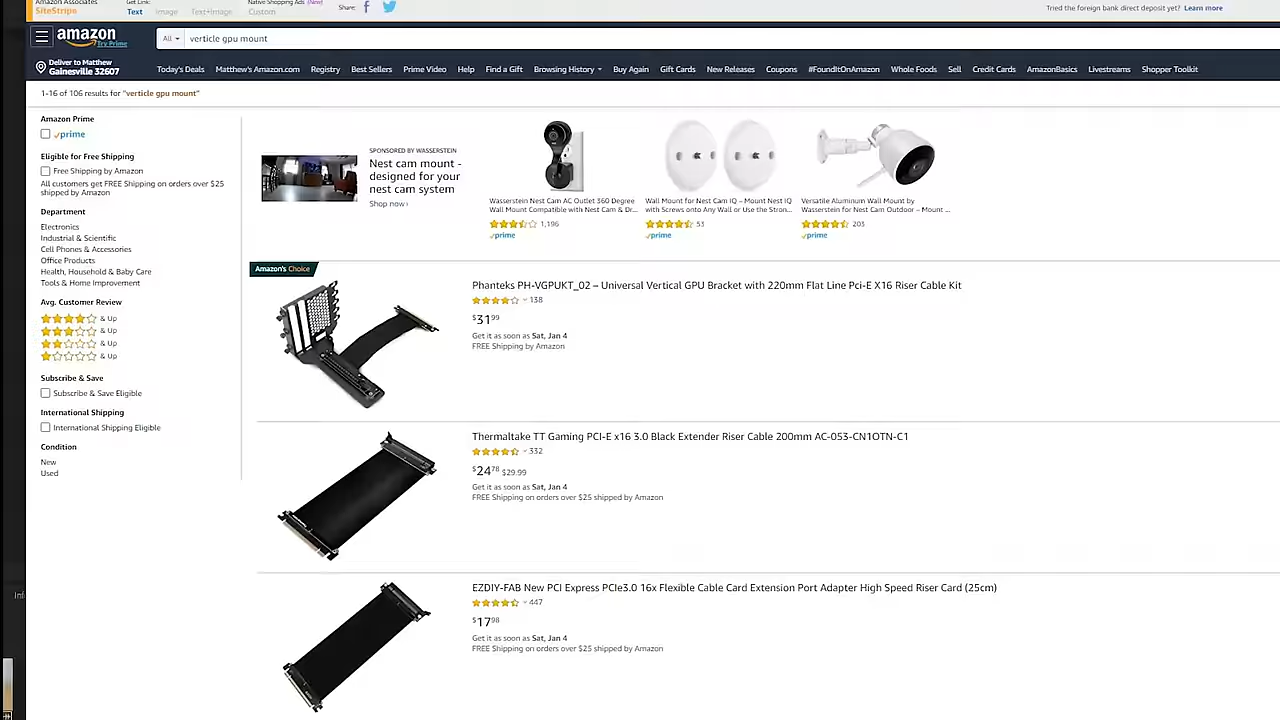 Amazon Associates
SiteStripe
Get Link:
Text Image Text+Image
Native Shopping Ads (New)
Custom
Share:
Tried the foreign bank direct deposit yet? Learn more
amazon
Try Prime
All
verticle gpu mount
Deliver to Matthew
Gainesville 32607
Today's Deals Matthew's Amazon.com Registry Best Sellers Prime Video Help Find a Gift Browsing History Buy Again Gift Cards New Releases Coupons #FoundItOnAmazon Whole Foods Sell Credit Cards AmazonBasics Livestreams Shopper Toolkit
1-16 of 106 results for "verticle gpu mount"
Amazon Prime
prime
Eligible for Free Shipping
Free Shipping by Amazon
All customers get FREE Shipping on orders over $25
shipped by Amazon
Department
Electronics
Industrial & Scientific
Cell Phones & Accessories
Office Products
Health, Household & Baby Care
Tools & Home Improvement
Avg. Customer Review
& Up
& Up
& Up
& Up
Subscribe & Save
Subscribe & Save Eligible
International Shipping
International Shipping Eligible
Condition
New
Used
SPONSORED BY WASSERSTEIN
Nest cam mount -
designed for your
nest cam system
Shop now ›
Wasserstein Nest Cam AC Outlet 360 Degree
Wall Mount Compatible with Nest Cam & Dr...
1,196
prime
Wall Mount for Nest Cam IQ – Mount Nest IQ
with Screws onto Any Wall or Use the Stron...
53
prime
Versatile Aluminum Wall Mount by
Wasserstein for Nest Cam Outdoor – Mount ...
205
prime
Amazon's Choice
Phanteks PH-VGPUKT_02 – Universal Vertical GPU Bracket with 220mm Flat Line Pci-E X16 Riser Cable Kit
138
$31 99
Get it as soon as Sat, Jan 4
FREE Shipping by Amazon
Thermaltake TT Gaming PCI-E x16 3.0 Black Extender Riser Cable 200mm AC-053-CN1OTN-C1
332
$24 78 $29.99
Get it as soon as Sat, Jan 4
FREE Shipping on orders over $25 shipped by Amazon
EZDIY-FAB New PCI Express PCIe3.0 16x Flexible Cable Card Extension Port Adapter High Speed Riser Card (25cm)
447
$17 98
Get it as soon as Sat, Jan 4
FREE Shipping on orders over $25 shipped by Amazon